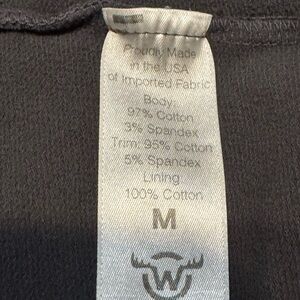 Proudly Made
in the USA
of Imported Fabric
Body:
97% Cotton
3% Spandex
Trim: 95% Cotton
5% Spandex
Lining
100% Cotton
M
W